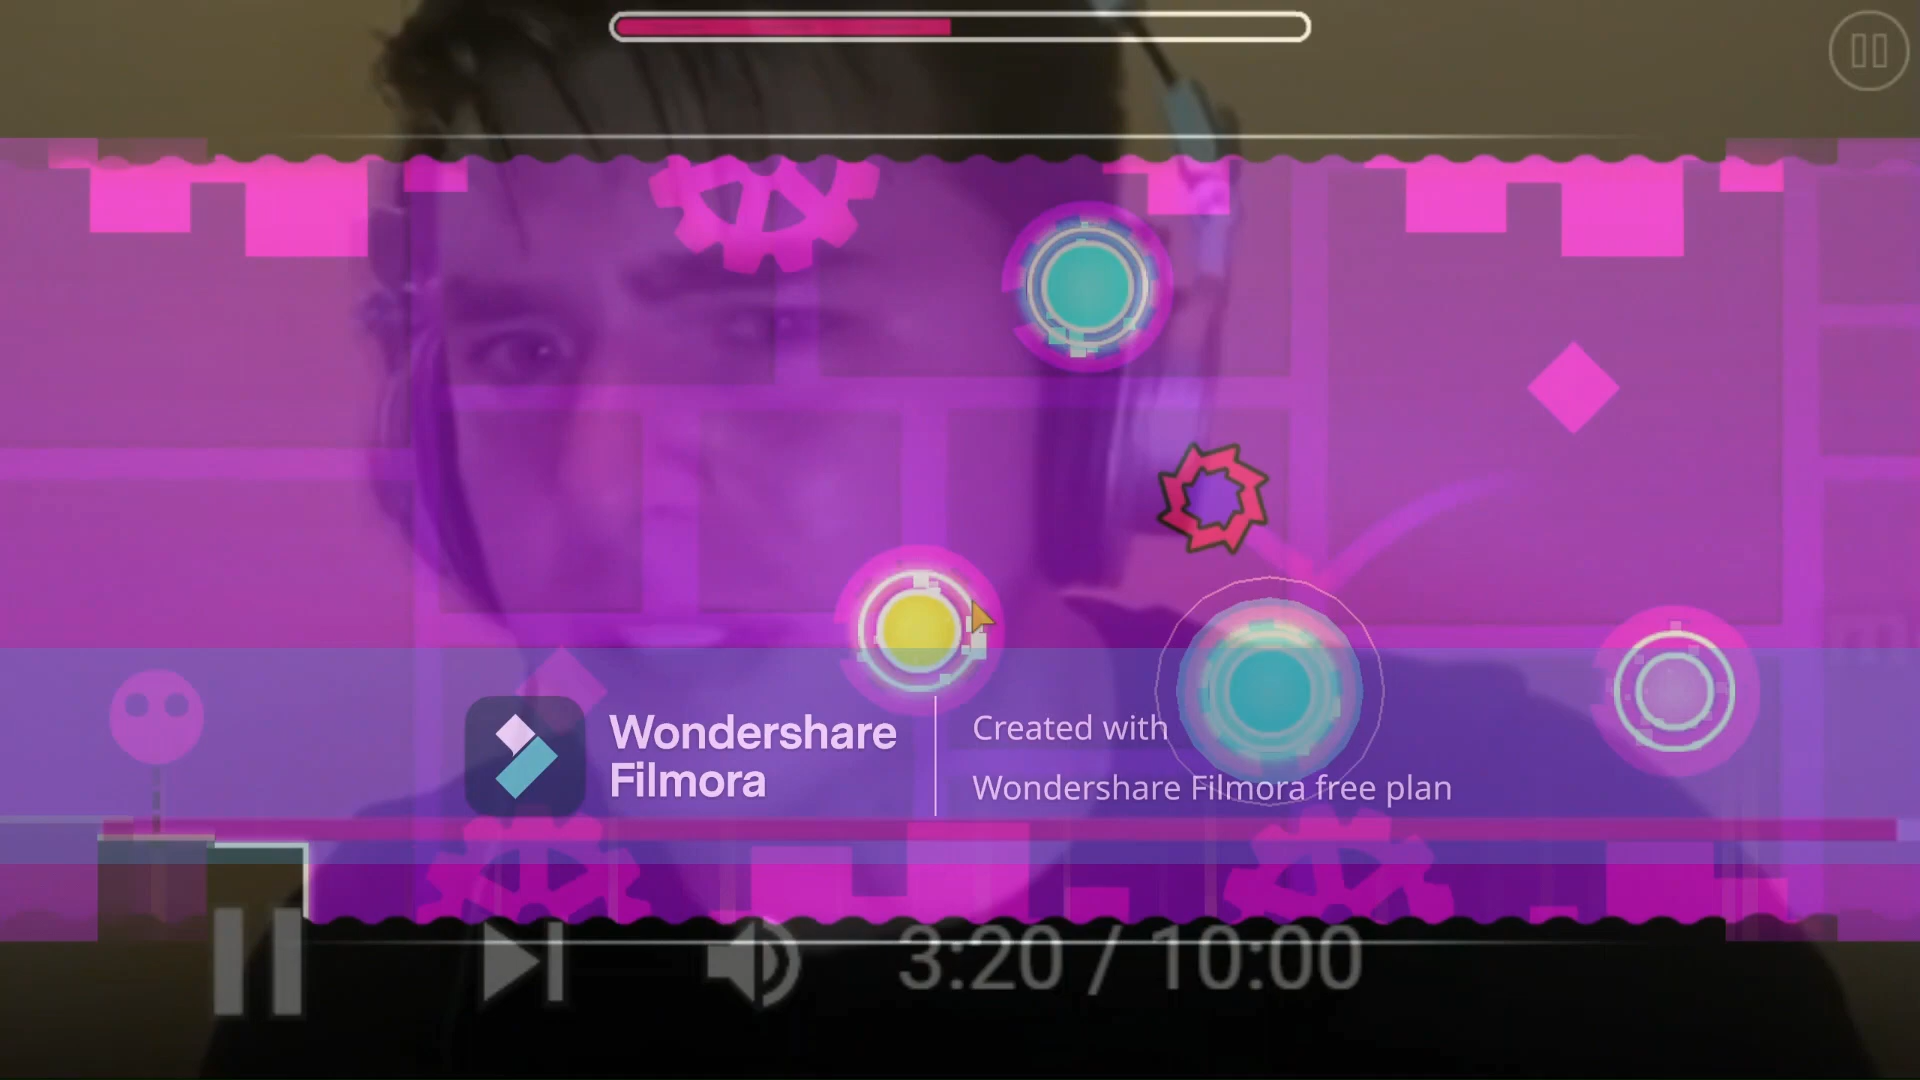 Wondershare
Filmora
Created with
Wondershare Filmora free plan
3:20 / 10:00